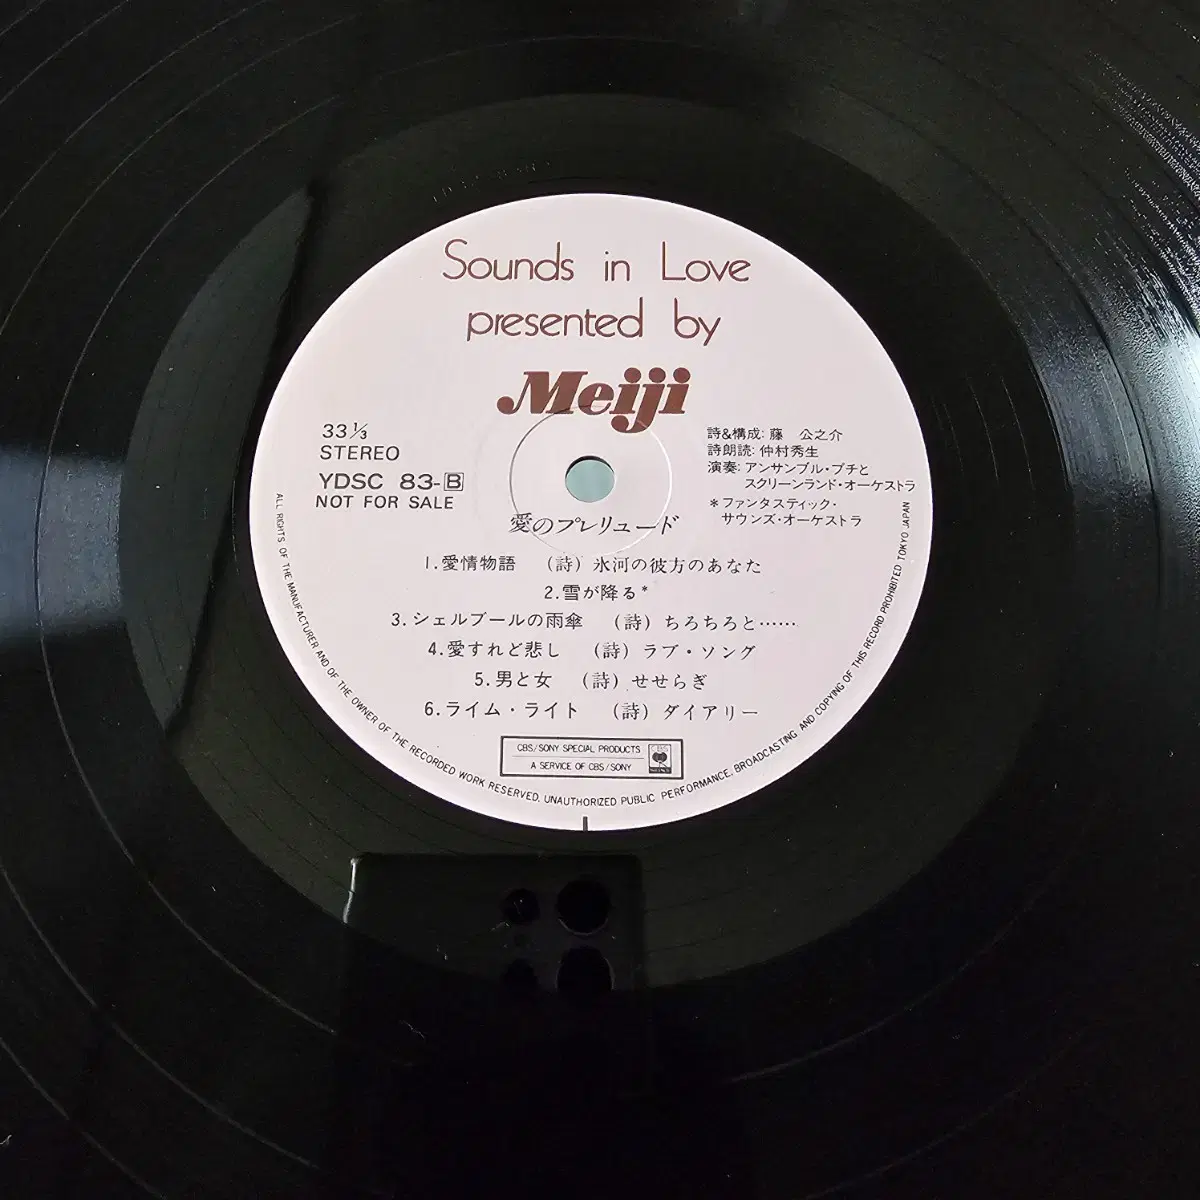 Sounds in Love
presented by
Meiji
33⅓
STEREO
YDSC 83-B
NOT FOR SALE
詩&構成: 藤 公之介
詩朗読: 仲村秀生
演奏: アンサンブル・プチと
スクリーンランド・オーケストラ
*ファンタスティック・
サウンズ・オーケストラ
愛のプレリュード
1.愛情物語 (詩) 氷河の彼方のあなた
2.雪が降る*
3.シェルブールの雨傘 (詩) ちろちろと……
4.愛すれど悲し (詩) ラブ・ソング
5.男と女 (詩) せせらぎ
6.ライム・ライト (詩) ダイアリー
CBS/SONY SPECIAL PRODUCTS
A SERVICE OF CBS/SONY
CBS
SONY
ALL RIGHTS OF THE MANUFACTURER AND OF THE OWNER OF THE RECORDED WORK RESERVED. UNAUTHORIZED PUBLIC PERFORMANCE, BROADCASTING AND COPYING OF THIS RECORD PROHIBITED TOKYO, JAPAN